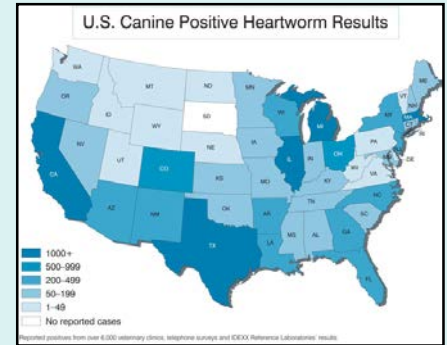 U.S. Canine Positive Heartworm Results
WA
MT
ND
MN
VT
ME
OR
ID
SD
WI
NH
NY
WY
MI
MA
CT
RI
NV
UT
NE
IA
PA
CA
CO
IL
IN
OH
WV
VA
DE
KS
MO
KY
AZ
NM
OK
AR
TN
NC
SC
TX
LA
MS
AL
GA
FL
1000+
500-999
200-499
50-199
1-49
No reported cases
Reported positives from over 6,000 veterinary clinics, telephone surveys and IDEXX Reference Laboratories' results